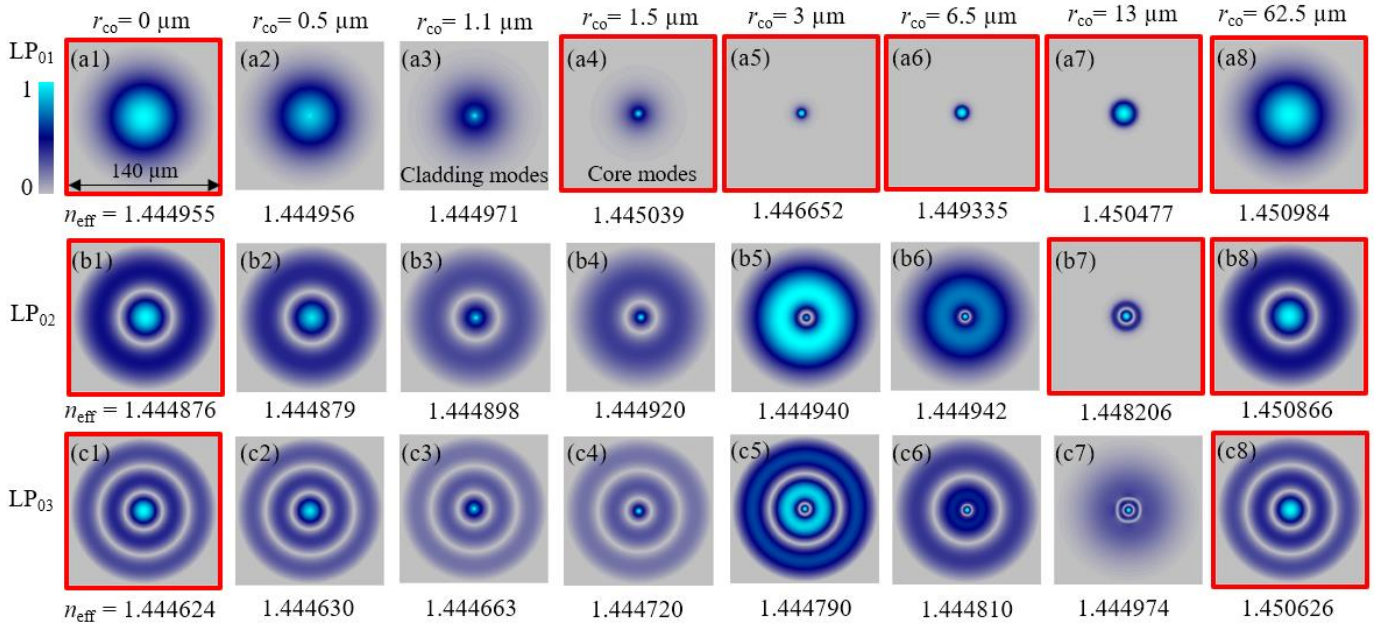 r_co = 0 µm r_co = 0.5 µm r_co = 1.1 µm r_co = 1.5 µm r_co = 3 µm r_co = 6.5 µm r_co = 13 µm r_co = 62.5 µm
LP₀₁ (a1) (a2) (a3) (a4) (a5) (a6) (a7) (a8)
1
0
140 µm Cladding modes Core modes
n_eff = 1.444955 1.444956 1.444971 1.445039 1.446652 1.449335 1.450477 1.450984
(b1) (b2) (b3) (b4) (b5) (b6) (b7) (b8)
LP₀₂
n_eff = 1.444876 1.444879 1.444898 1.444920 1.444940 1.444942 1.448206 1.450866
(c1) (c2) (c3) (c4) (c5) (c6) (c7) (c8)
LP₀₃
n_eff = 1.444624 1.444630 1.444663 1.444720 1.444790 1.444810 1.444974 1.450626